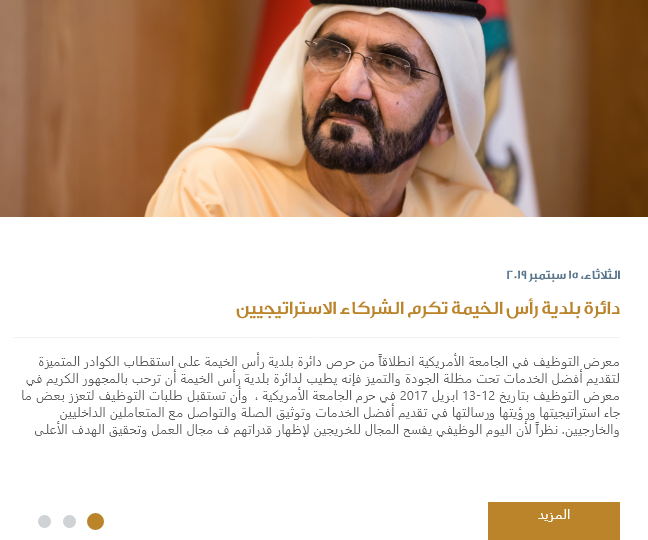 الثلاثاء، ١٥ سبتمبر ٢٠١٩
دائرة بلدية رأس الخيمة تكرم الشركاء الاستراتيجيين
معرض التوظيف في الجامعة الأمريكية انطلاقاً من حرص دائرة بلدية رأس الخيمة على استقطاب الكوادر المتميزة
لتقديم أفضل الخدمات تحت مظلة الجودة والتميز فإنه يطيب لدائرة بلدية رأس الخيمة أن ترحب بالمجهور الكريم في
معرض التوظيف بتاريخ 12-13 ابريل 2017 في حرم الجامعة الأمريكية ، وأن تستقبل طلبات التوظيف لتعزز بعض ما
جاء استراتيجيتها ورؤيتها ورسالتها في تقديم أفضل الخدمات وتوثيق الصلة والتواصل مع المتعاملين الداخليين
والخارجيين. نظراً لأن اليوم الوظيفي يفسح المجال للخريجين لإظهار قدراتهم ف مجال العمل وتحقيق الهدف الأعلى
المزيد